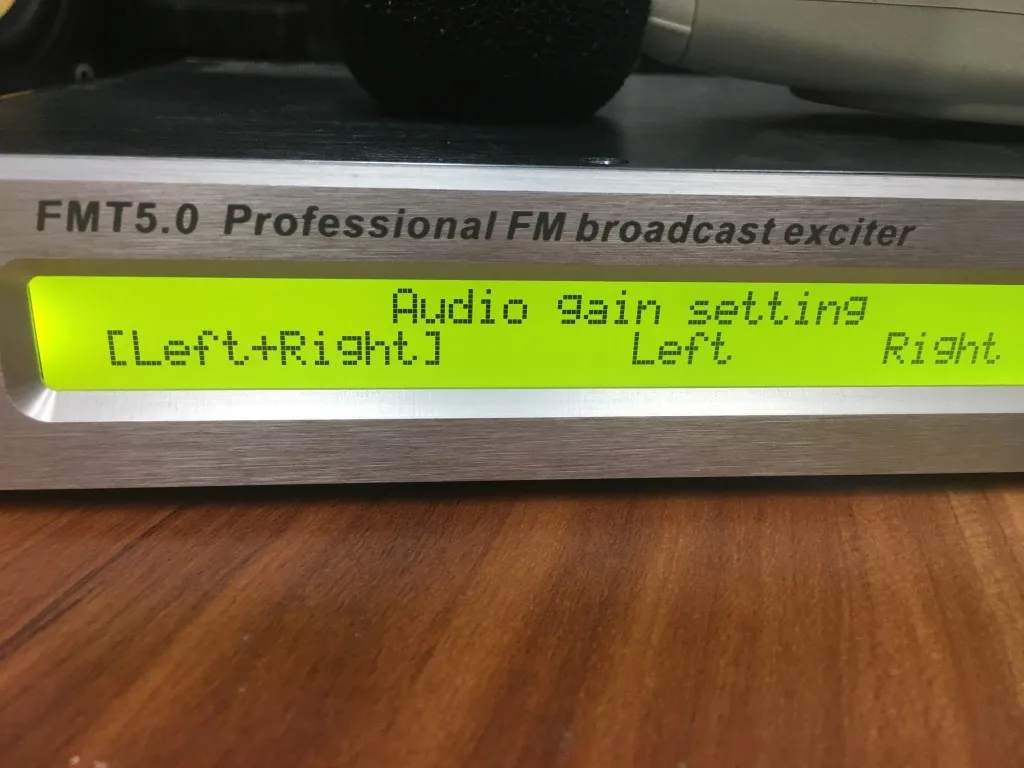 FMT5.0 Professional FM broadcast exciter
Audio gain setting
[Left+Right] Left Right